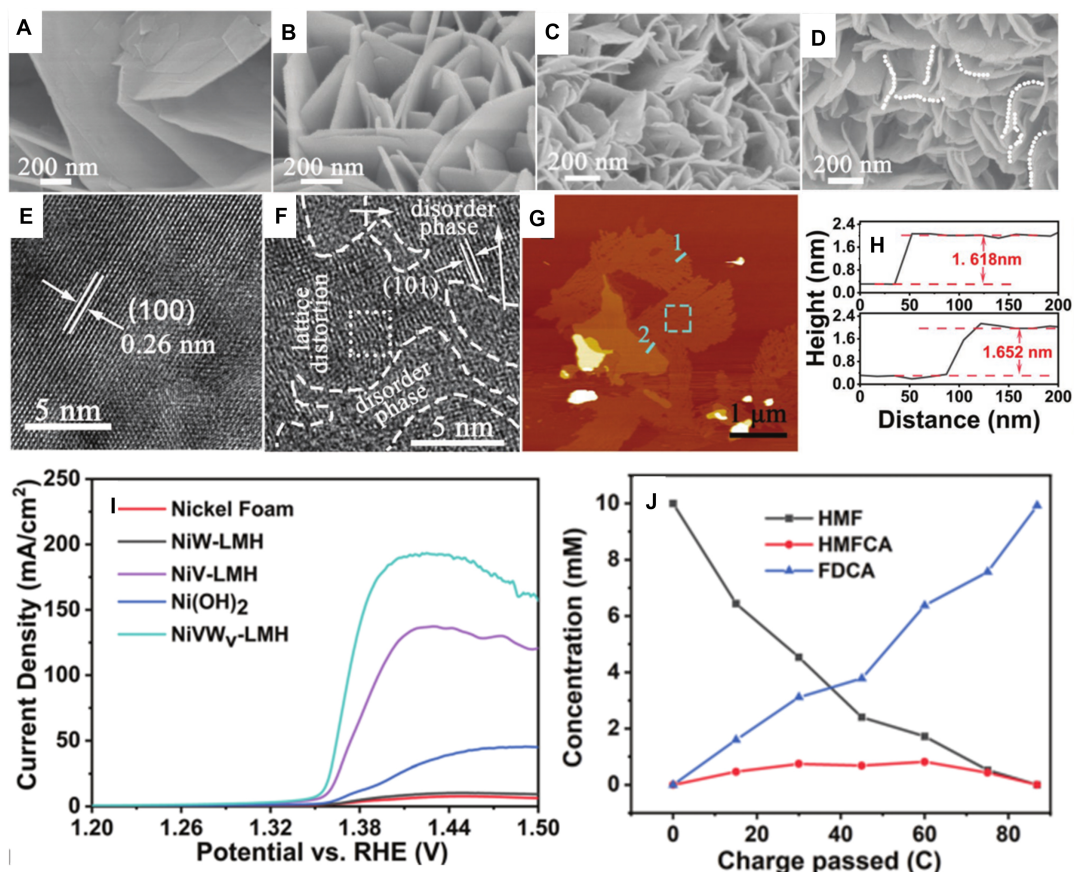 A
200 nm
B
200 nm
C
200 nm
D
200 nm
E
(100)
0.26 nm
5 nm
F
disorder
phase
(101)
lattice
distortion
disorder
phase
5 nm
G
1
2
1 μm
H
Height (nm)
2.4
1.6
0.8
0.0
1. 618nm
0 50 100 150 200
2.4
1.6
0.8
0.0
1.652 nm
0 50 100 150 200
Distance (nm)
I
Current Density (mA/cm²)
250
200
150
100
50
0
Nickel Foam
NiW-LMH
NiV-LMH
Ni(OH)₂
NiVWᵥ-LMH
1.20 1.26 1.32 1.38 1.44 1.50
Potential vs. RHE (V)
J
Concentration (mM)
10
8
6
4
2
0
HMF
HMFCA
FDCA
0 20 40 60 80
Charge passed (C)